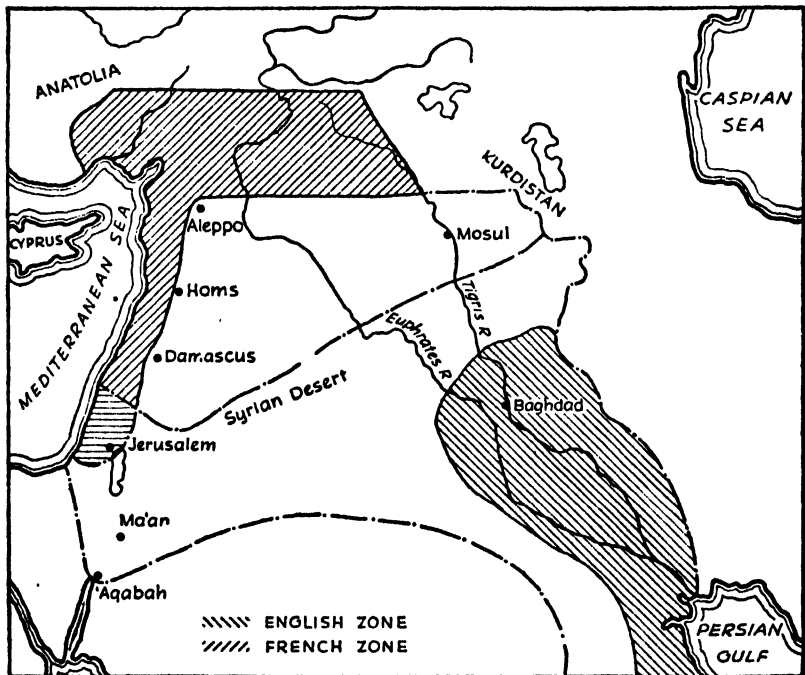 ANATOLIA
CASPIAN
SEA
KURDISTAN
Aleppo
CYPRUS
Mosul
MEDITERRANEAN SEA
Homs
Tigris R
Euphrates R
Damascus
Syrian Desert
Baghdad
Jerusalem
Ma'an
'Aqabah
ENGLISH ZONE
FRENCH ZONE
PERSIAN
GULF